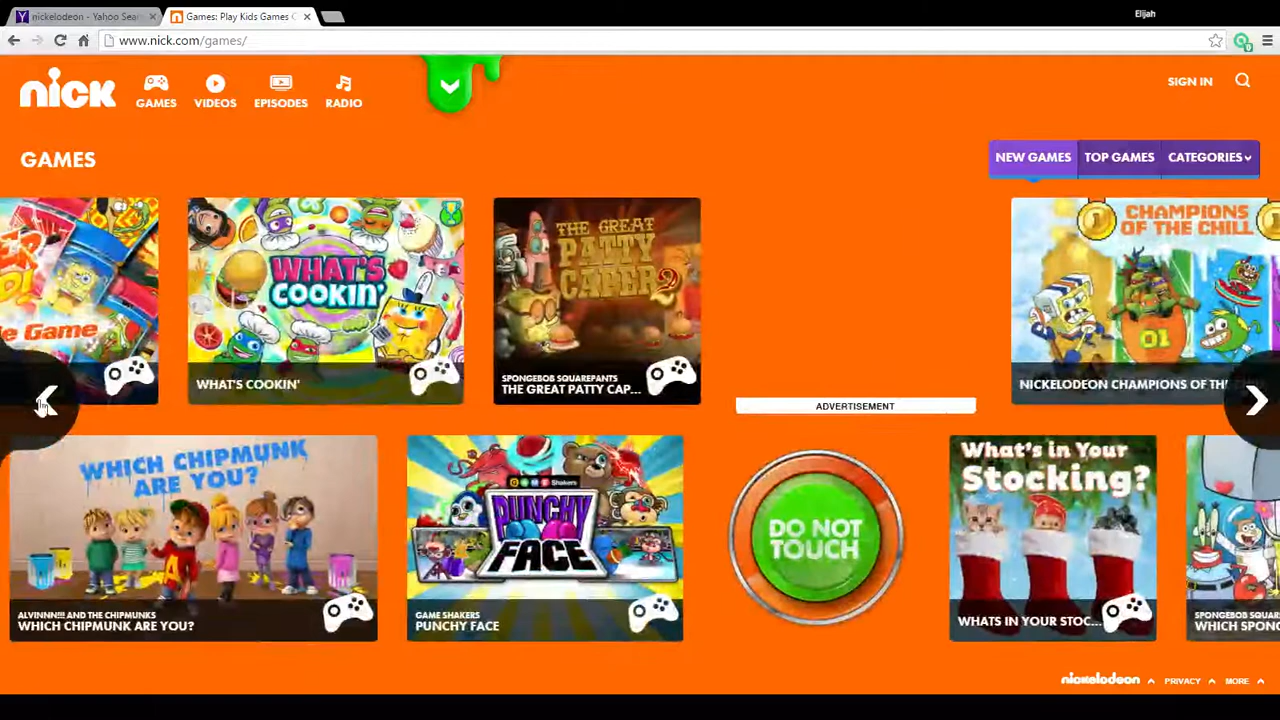 nickelodeon - Yahoo Sear
Games: Play Kids Games O
Elijah
www.nick.com/games/
nick
GAMES
VIDEOS
EPISODES
RADIO
SIGN IN
GAMES
NEW GAMES
TOP GAMES
CATEGORIES
e Game
WHAT'S
COOKIN'
WHAT'S COOKIN'
THE GREAT
PATTY
CAPER
2
SPONGEBOB SQUAREPANTS
THE GREAT PATTY CAP...
ADVERTISEMENT
CHAMPIONS
OF THE CHILL
01
NICKELODEON CHAMPIONS OF THE CHILL
WHICH CHIPMUNK
ARE YOU?
A
ALVINNN!!! AND THE CHIPMUNKS
WHICH CHIPMUNK ARE YOU?
GAME Shakers
PUNCHY
FACE
GAME SHAKERS
PUNCHY FACE
DO NOT
TOUCH
What's in Your
Stocking?
WHATS IN YOUR STOC...
SPONGEBOB SQUAR
WHICH SPONG
nickelodeon
PRIVACY
MORE